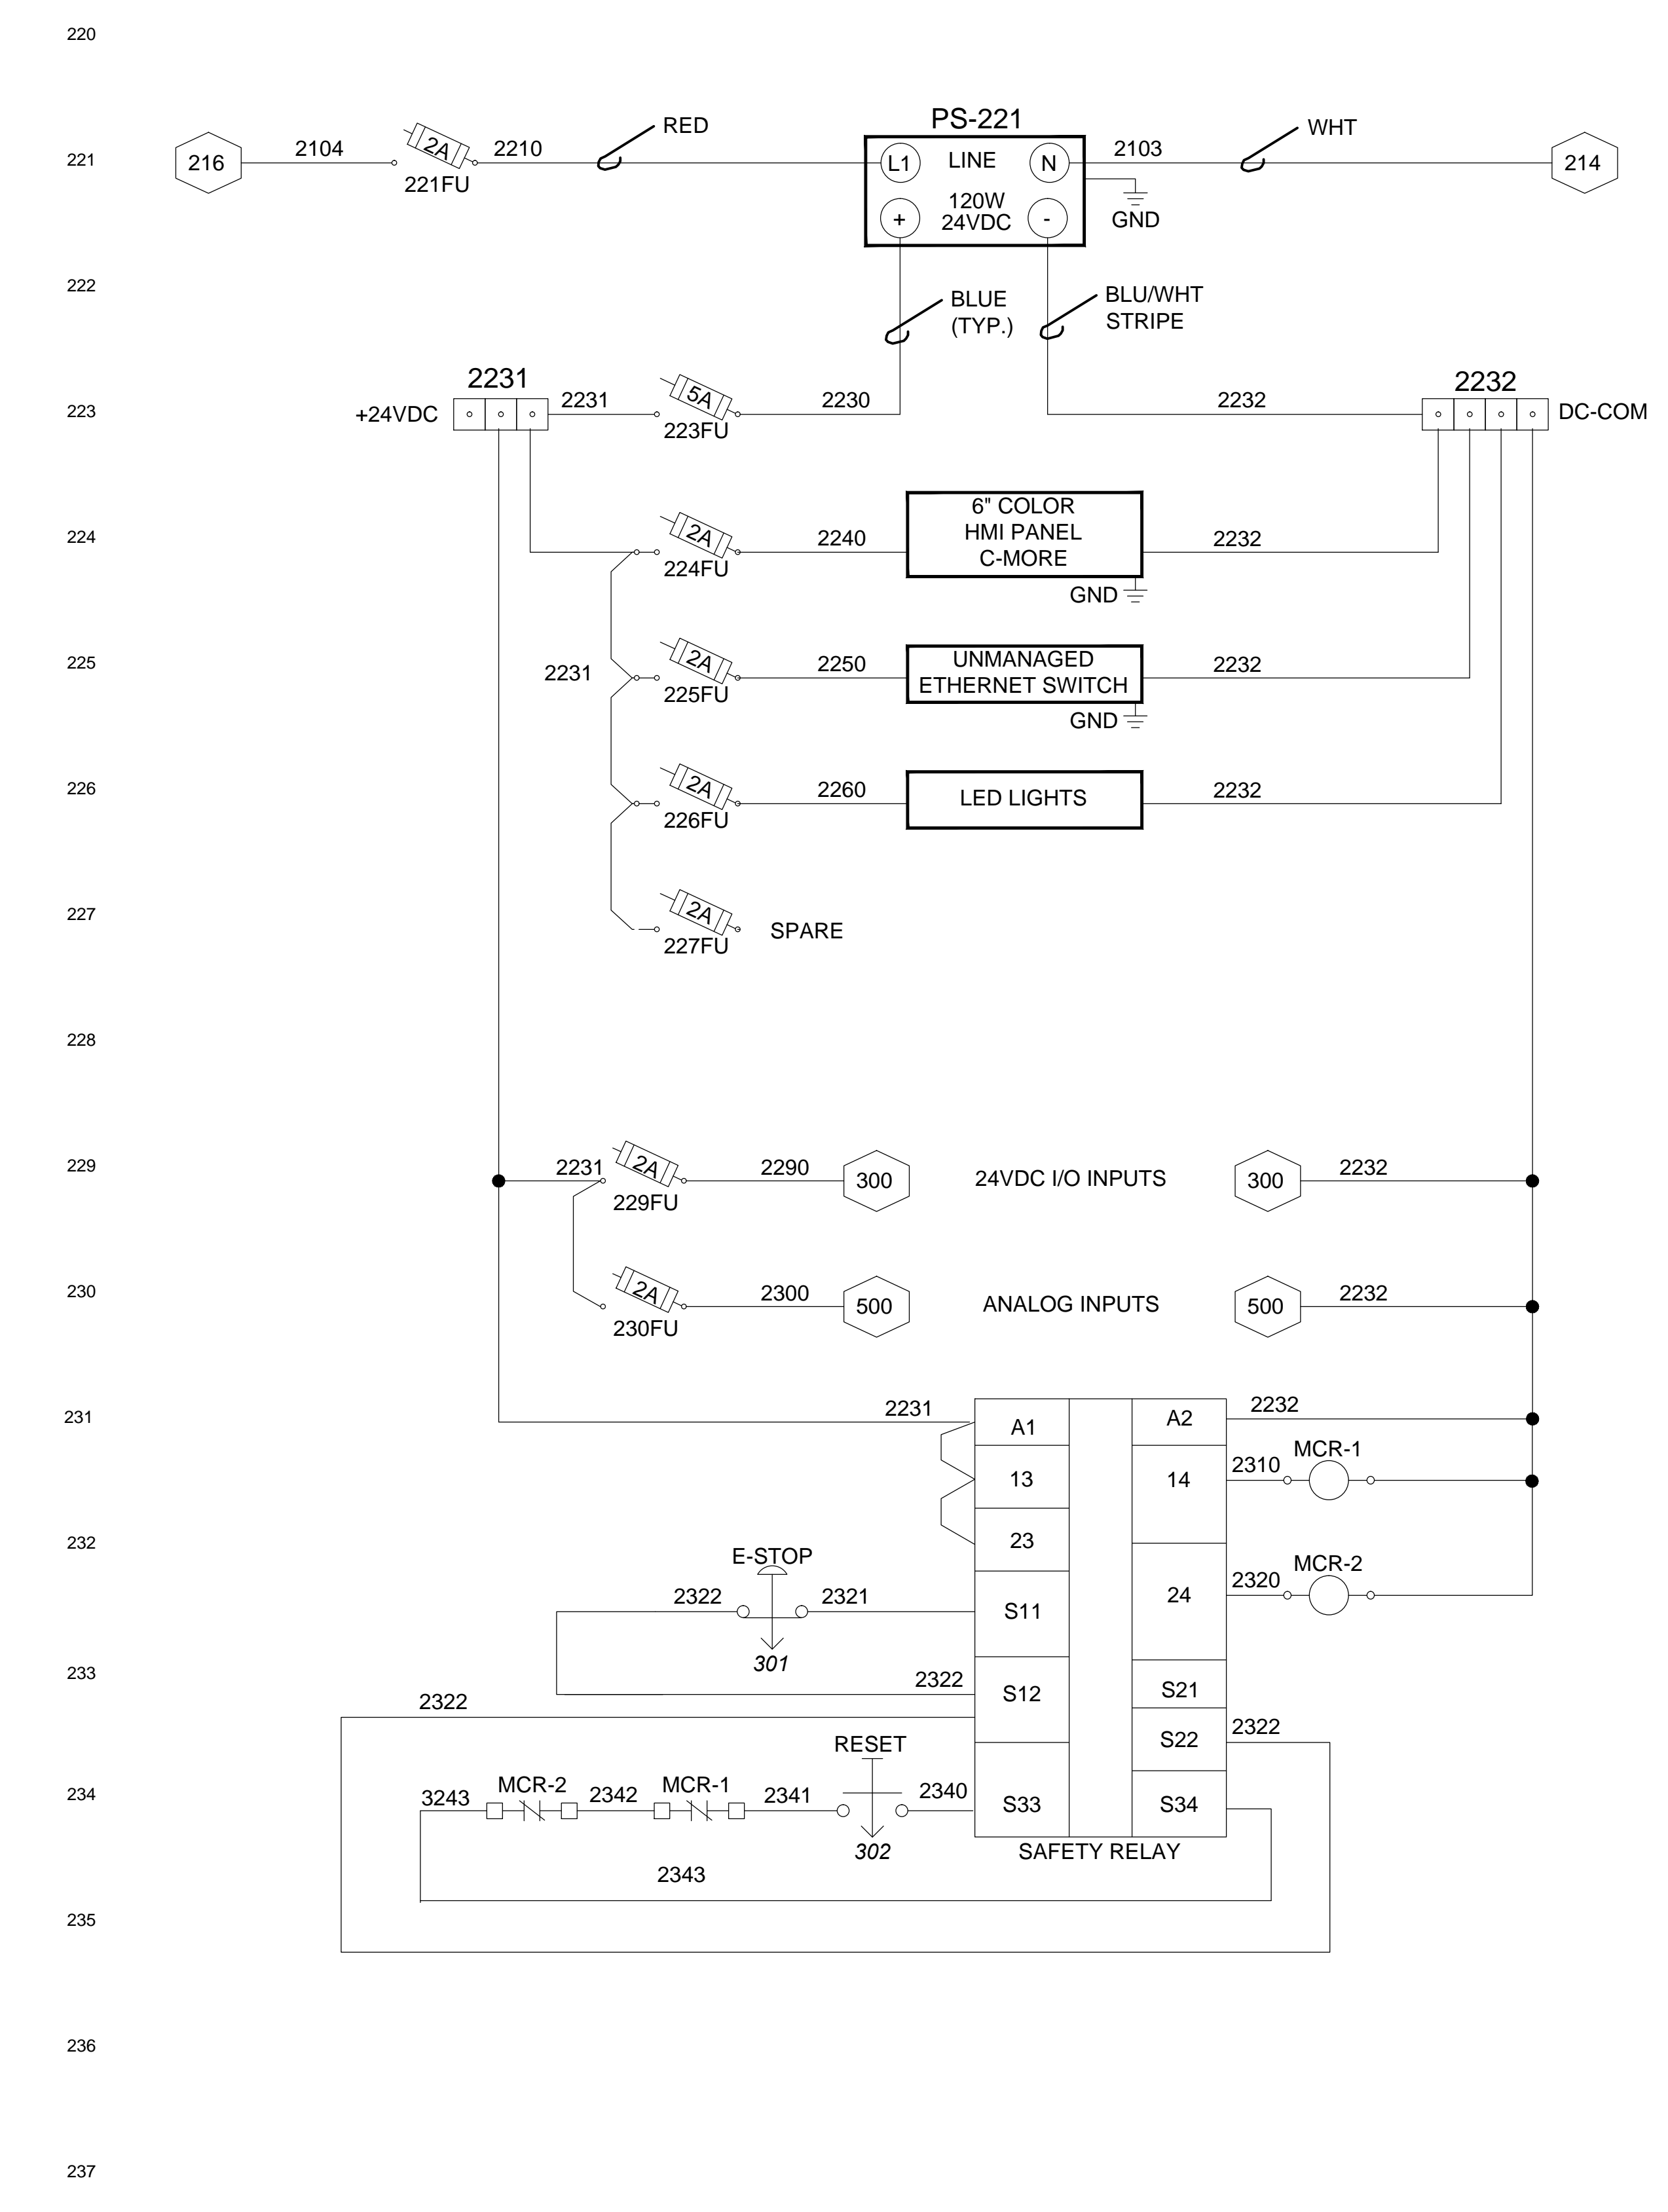 220
PS-221
221
216
2104
2A
221FU
2210
RED
L1
LINE
N
2103
WHT
214
+
120W
24VDC
-
GND
222
BLUE
(TYP.)
BLU/WHT
STRIPE
223
+24VDC
2231
2231
5A
223FU
2230
2232
2232
DC-COM
224
2A
224FU
2240
6" COLOR
HMI PANEL
C-MORE
2232
GND
225
2231
2A
225FU
2250
UNMANAGED
ETHERNET SWITCH
2232
GND
226
2A
226FU
2260
LED LIGHTS
2232
227
2A
227FU
SPARE
228
229
2231
2A
229FU
2290
300
24VDC I/O INPUTS
300
2232
230
2A
230FU
2300
500
ANALOG INPUTS
500
2232
231
2231
A1
A2
2232
13
14
2310
MCR-1
232
23
E-STOP
2322
2321
S11
24
2320
MCR-2
301
233
2322
S12
S21
2322
S22
2322
RESET
234
3243
MCR-2
2342
MCR-1
2341
2340
S33
S34
302
SAFETY RELAY
2343
235
236
237